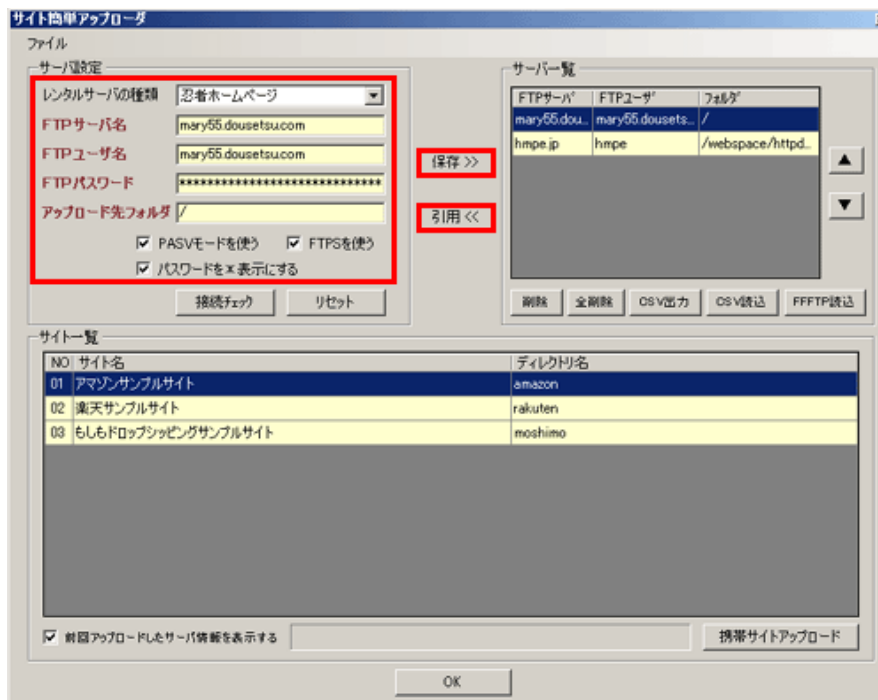 サイト簡単アップローダ
ファイル
サーバ設定
レンタルサーバの種類 忍者ホームページ
FTPサーバ名 mary55.dousetsu.com
FTPユーザ名 mary55.dousetsu.com
FTPパスワード *****************************
アップロード先フォルダ /
PASVモードを使う FTPSを使う
パスワードを*表示にする
接続チェック リセット
保存 >>
引用 <<
サーバー覧
FTPサーバ FTPユーザ フォルダ
mary55.dou... mary55.dousets... /
hmpe.jp hmpe /webspace/httpd...
▲
▼
削除 全削除 CSV出力 CSV読込 FFFTP読込
サイト一覧
NO サイト名 ディレクトリ名
01 アマゾンサンプルサイト amazon
02 楽天サンプルサイト rakuten
03 もしもドロップシッピングサンプルサイト moshimo
前回アップロードしたサーバ情報を表示する 携帯サイトアップロード
OK